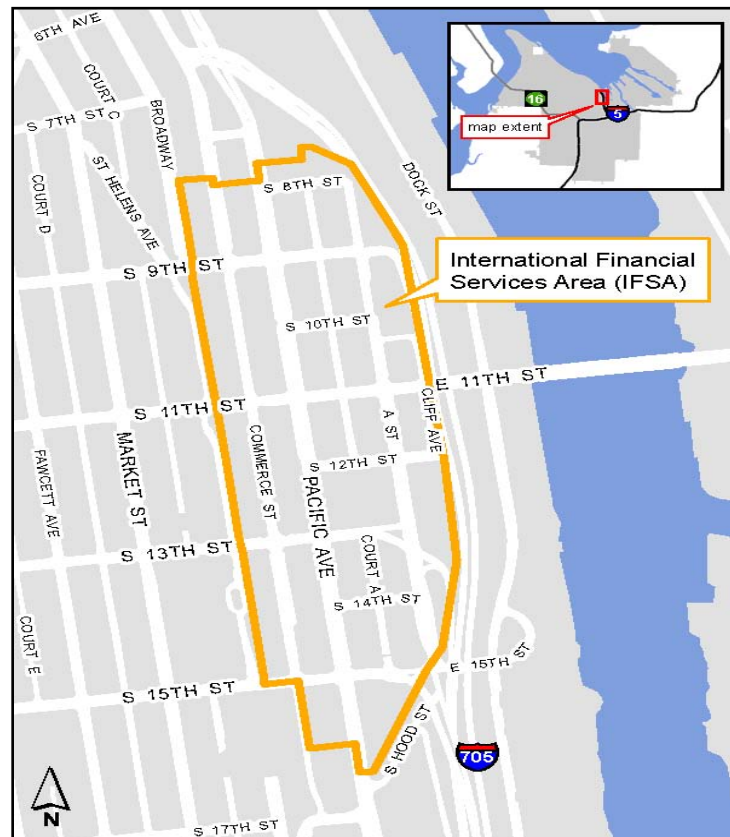 6TH AVE
COURT C
S 7TH ST
BROADWAY
ST HELENS AVE
COURT D
16
5
map extent
DOCK ST
S 8TH ST
S 9TH ST
International Financial
Services Area (IFSA)
S 10TH ST
E 11TH ST
S 11TH ST
CLIFF AVE
A ST
COMMERCE ST
MARKET ST
FAWCETT AVE
S 12TH ST
PACIFIC AVE
S 13TH ST
COURT A
S 14TH ST
COURT E
E 15TH ST
S 15TH ST
S HOOD ST
705
N
S 17TH ST